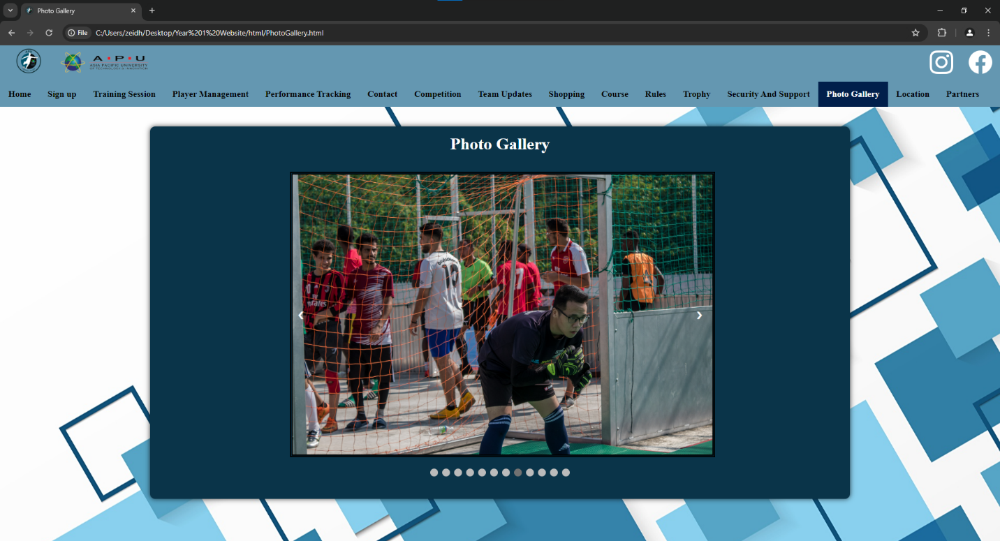 Photo Gallery
File C:/Users/zeidh/Desktop/Year%201%20Website/html/PhotoGallery.html
A • P • U
ASIA PACIFIC UNIVERSITY
OF TECHNOLOGY & INNOVATION
Home Sign up Training Session Player Management Performance Tracking Contact Competition Team Updates Shopping Course Rules Trophy Security And Support Photo Gallery Location Partners
Photo Gallery
10
Emirates
17